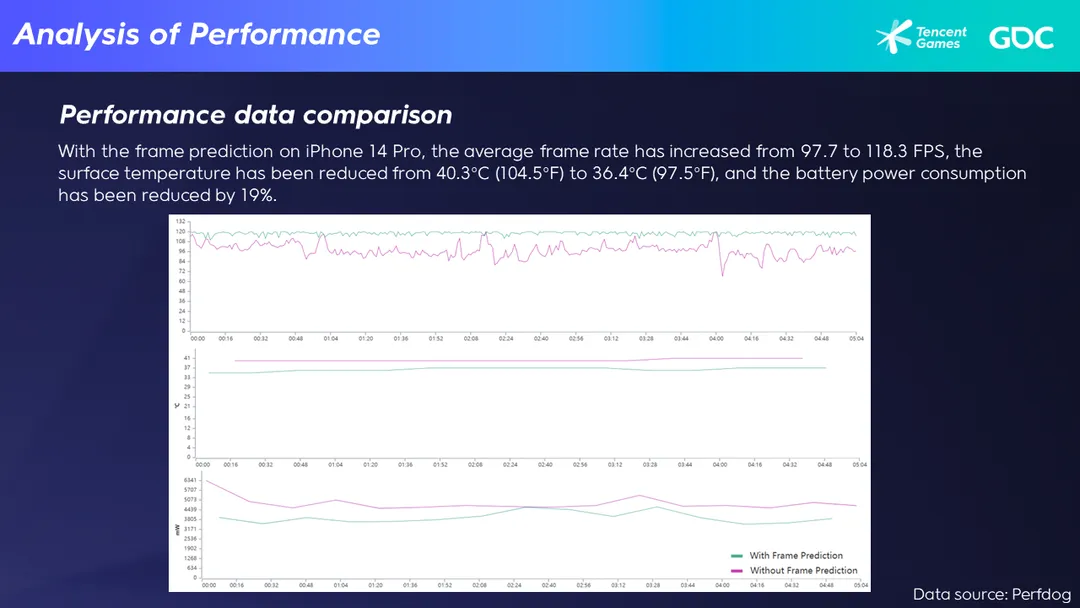 Analysis of Performance
Tencent
Games
GDC
Performance data comparison
With the frame prediction on iPhone 14 Pro, the average frame rate has increased from 97.7 to 118.3 FPS, the
surface temperature has been reduced from 40.3°C (104.5°F) to 36.4°C (97.5°F), and the battery power consumption
has been reduced by 19%.
132
120
108
96
84
72
60
48
36
24
12
0
00:00 00:16 00:32 00:48 01:04 01:20 01:36 01:52 02:08 02:24 02:40 02:56 03:12 03:28 03:44 04:00 04:16 04:32 04:48 05:04
41
37
33
29
25
21
16
12
8
4
0
°C
00:00 00:16 00:32 00:48 01:04 01:20 01:36 01:52 02:08 02:24 02:40 02:56 03:12 03:28 03:44 04:00 04:16 04:32 04:48 05:04
6341
5707
5073
4439
3805
3171
2536
1902
1268
634
0
mW
00:00 00:16 00:32 00:48 01:04 01:20 01:36 01:52 02:08 02:24 02:40 02:56 03:12 03:28 03:44 04:00 04:16 04:32 04:48 05:04
With Frame Prediction
Without Frame Prediction
Data source: Perfdog